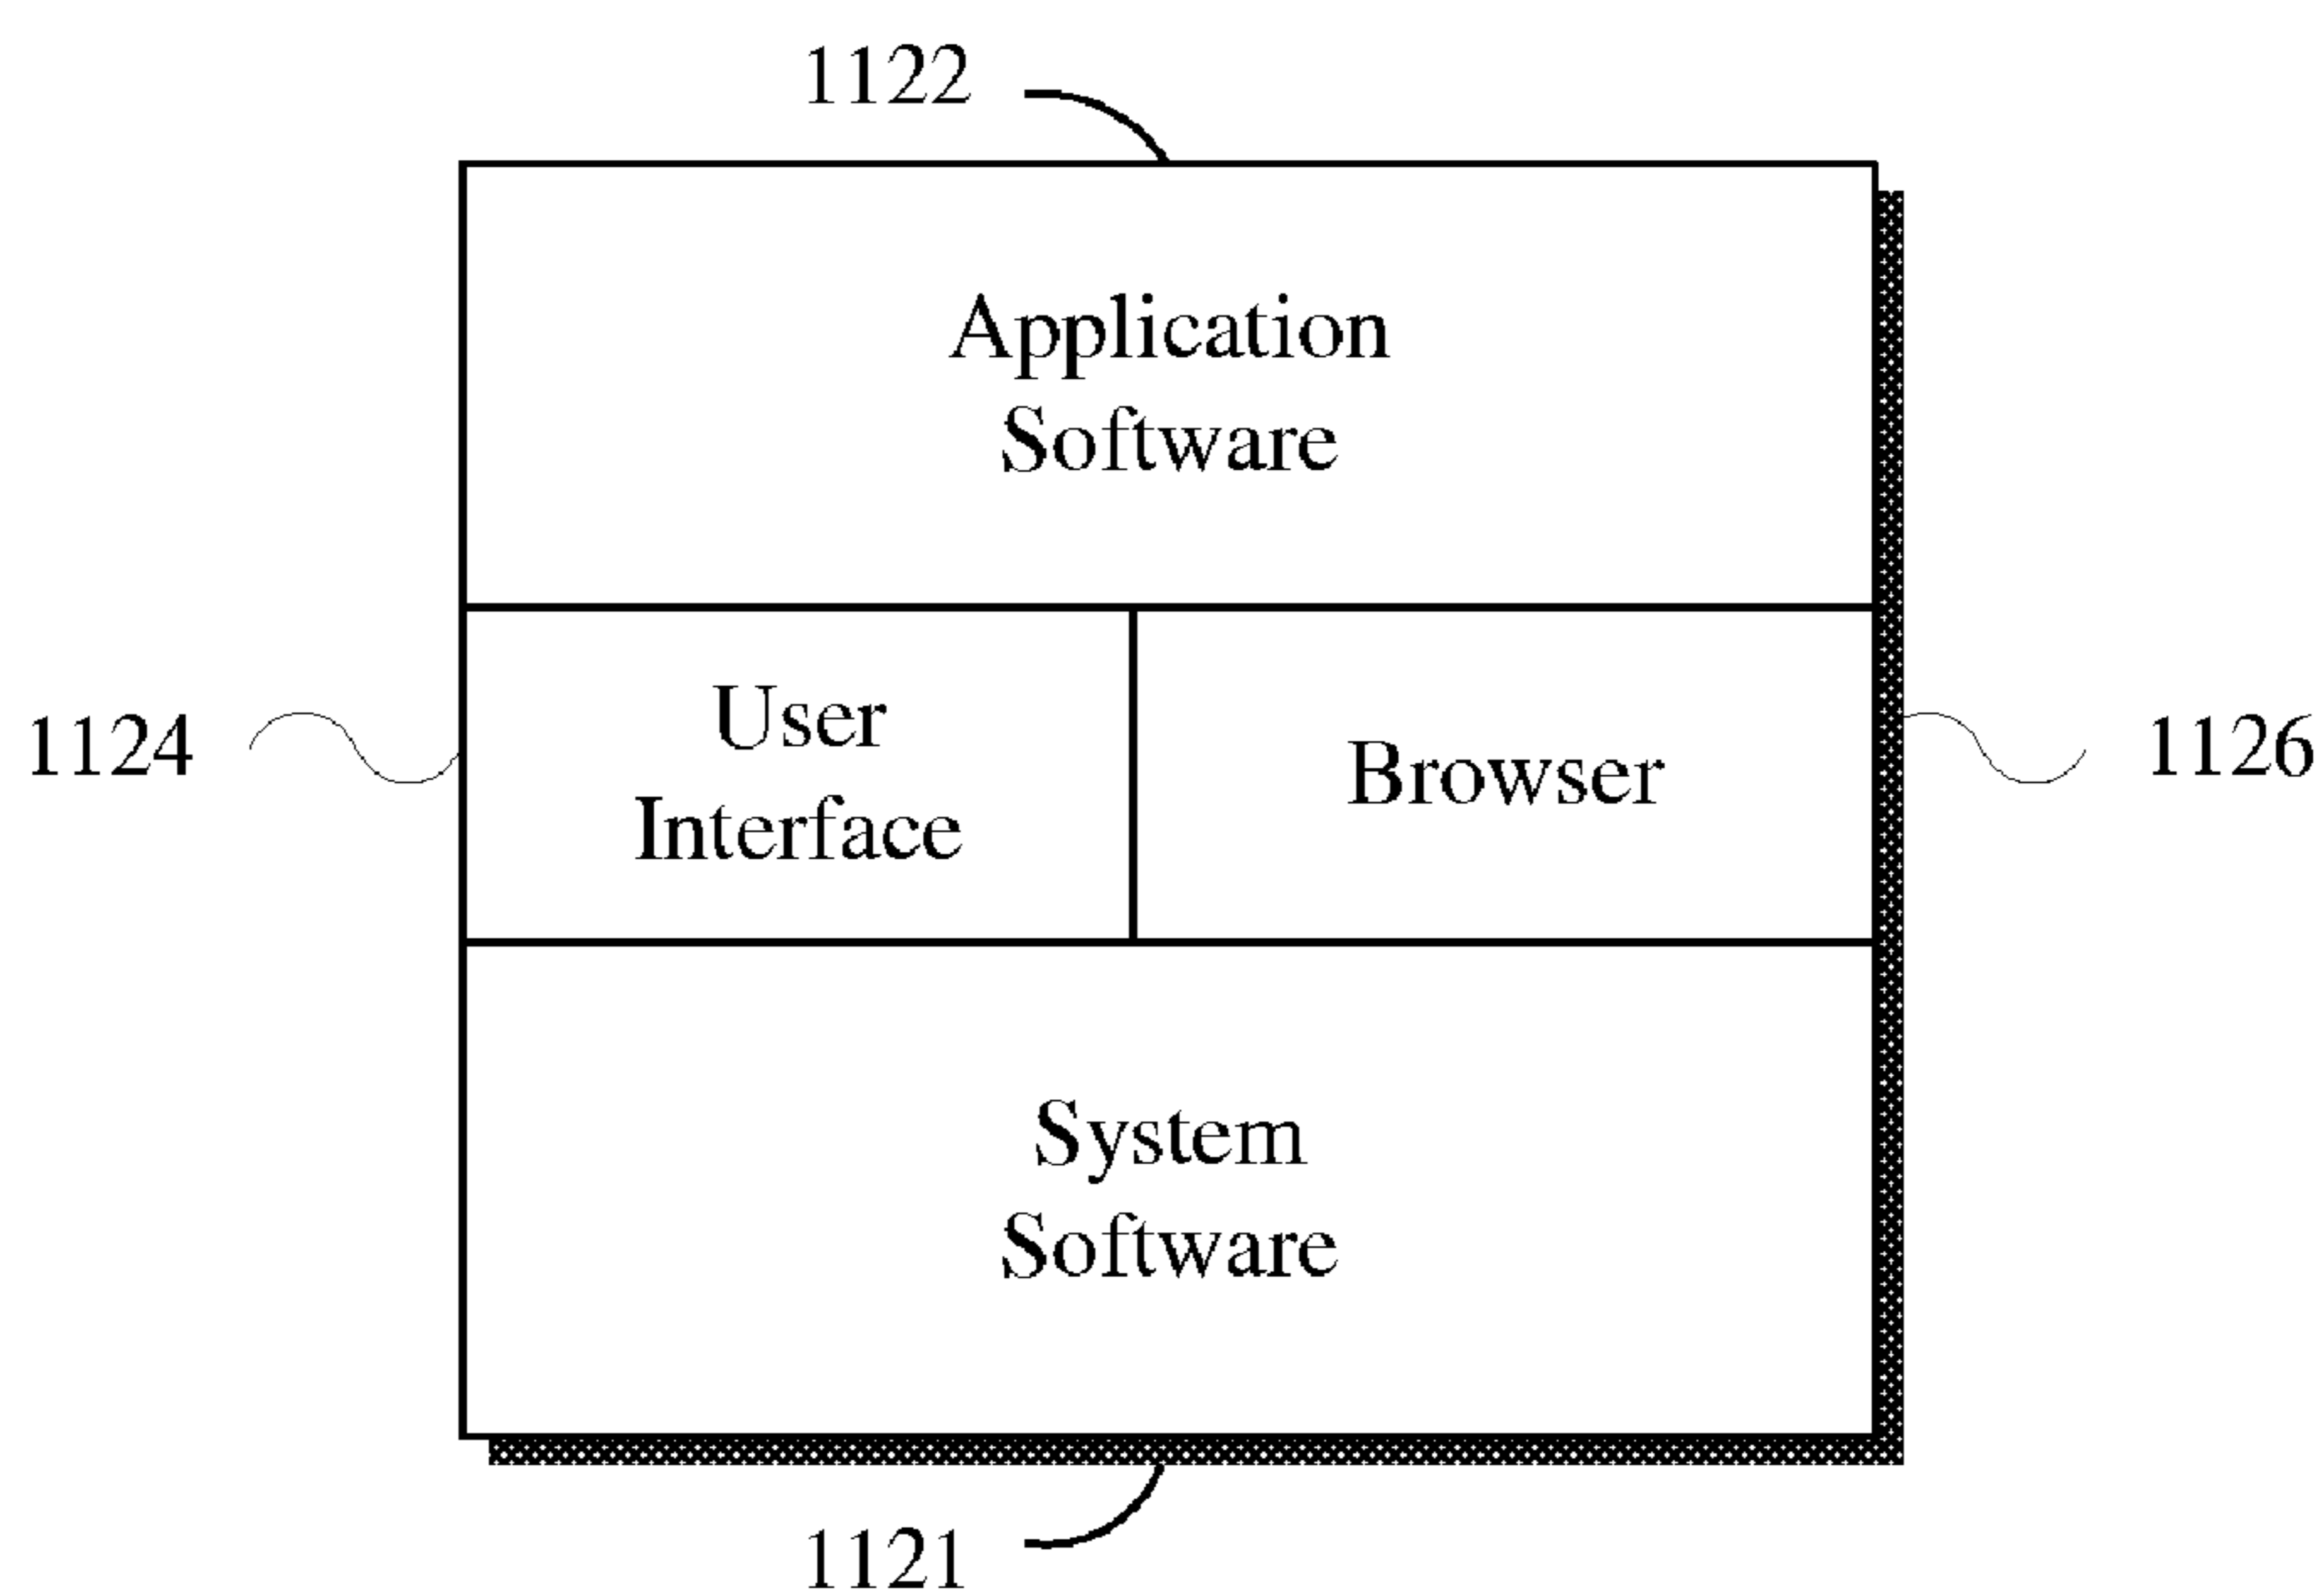 1122
Application
Software
User
Interface
Browser
1124
1126
System
Software
1121